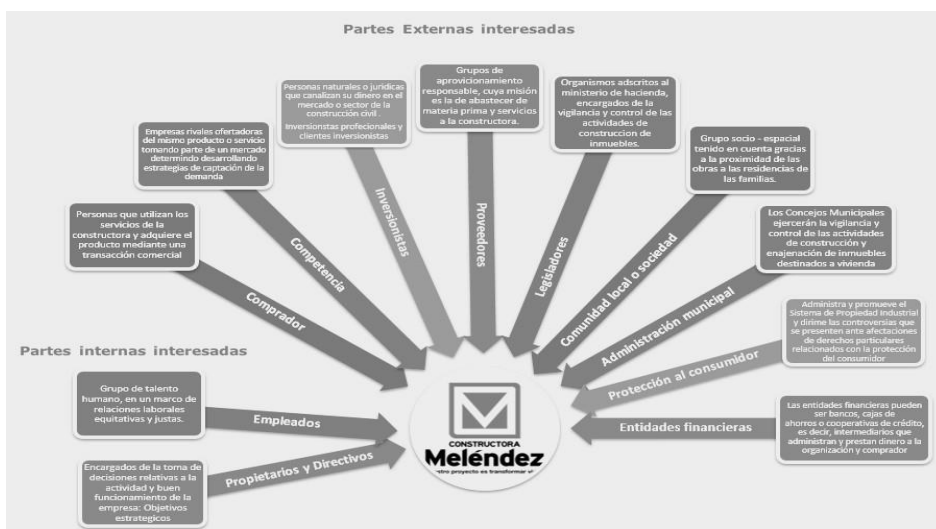 Partes Externas interesadas
Personas que utilizan los
servicios de la
constructora y adquiere el
producto mediante una
transacción comercial
Comprador
Empresas rivales ofertadoras
del mismo producto o servicio
tomando parte de un mercado
determindo desarrollando
estrategias de captación de la
demanda
Competencia
Personas naturales o juridicas
que canalizan su dinero en el
mercado o sector de la
construcción civil .
Inversionstas profecionales y
clientes inversionistas
Inversionistas
Grupos de
aprovicionamiento
responsable, cuya misión
es la de abastecer de
materia prima y servicios
a la constructora.
Proveedores
Organismos adscritos al
ministerio de hacienda,
encargados de la
vigilancia y control de las
actividades de
construccion de
inmuebles.
Legisladores
Grupo socio - espacial
tenido en cuenta gracias
a la proximidad de las
obras a las residencias de
las familias.
Comunidad local o sociedad
Los Concejos Municipales
ejercerán la vigilancia y
control de las actividades
de construcción y
enajenación de inmuebles
destinados a vivienda
Administración municipal
Administra y promueve el
Sistema de Propiedad Industrial
y dirime las controversias que
se presenten ante afectaciones
de derechos particulares
relacionados con la protección
del consumidor
Protección al consumidor
Las entidades financieras pueden
ser bancos, cajas de
ahorros o cooperativas de crédito,
es decir, intermediarios que
administran y prestan dinero a la
organización y comprador
Entidades financieras
Partes internas interesadas
Grupo de talento
humano, en un marco de
relaciones laborales
equitativas y justas.
Empleados
Encargados de la toma de
decisiones relativas a la
actividad y buen
funcionamiento de la
empresa: Objetivos
estrategicos
Propietarios y Directivos
CONSTRUCTORA
Meléndez
proyecto es transformar